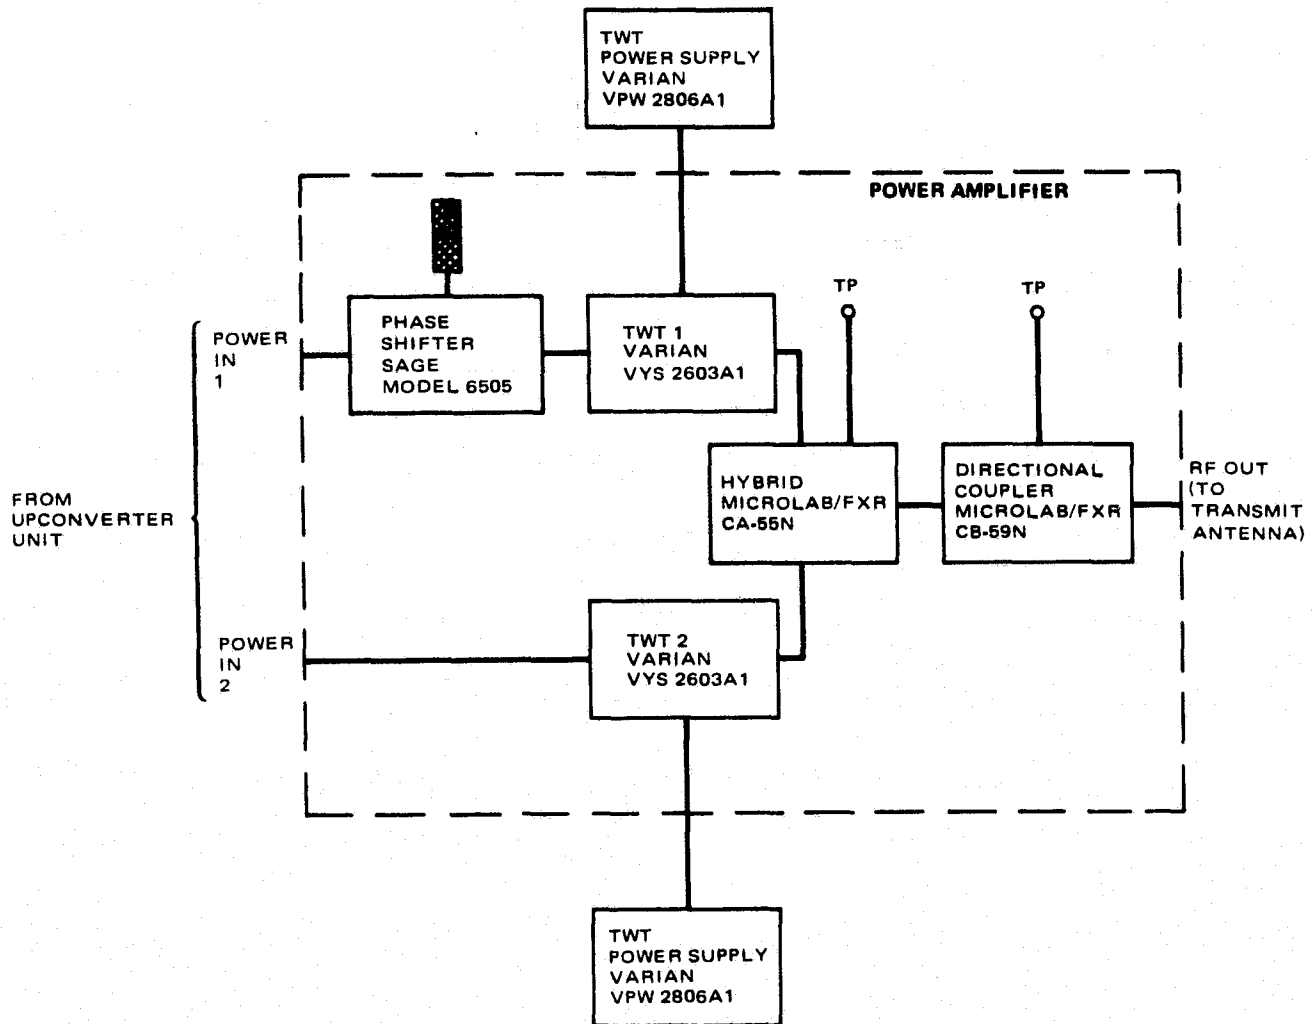 TWT
POWER SUPPLY
VARIAN
VPW 2806A1
POWER AMPLIFIER
POWER
IN
1
PHASE
SHIFTER
SAGE
MODEL 6505
TWT 1
VARIAN
VYS 2603A1
TP
TP
FROM
UPCONVERTER
UNIT
HYBRID
MICROLAB/FXR
CA-55N
DIRECTIONAL
COUPLER
MICROLAB/FXR
CB-59N
RF OUT
(TO
TRANSMIT
ANTENNA)
POWER
IN
2
TWT 2
VARIAN
VYS 2603A1
TWT
POWER SUPPLY
VARIAN
VPW 2806A1